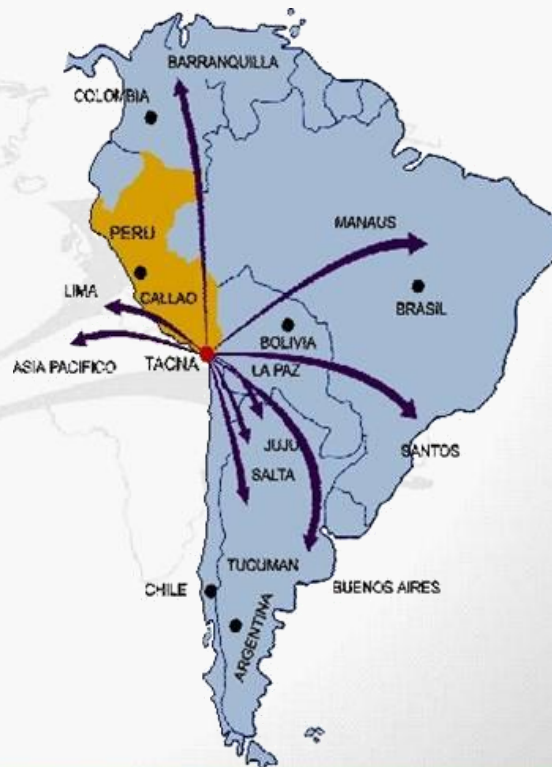 BARRANQUILLA
COLOMBIA
MANAUS
PERU
LIMA
CALLAO
BRASIL
BOLIVIA
ASIA PACIFICO
TACNA
LA PAZ
JUJU
SANTOS
SALTA
TUCUMAN
CHILE
BUENOS AIRES
ARGENTINA